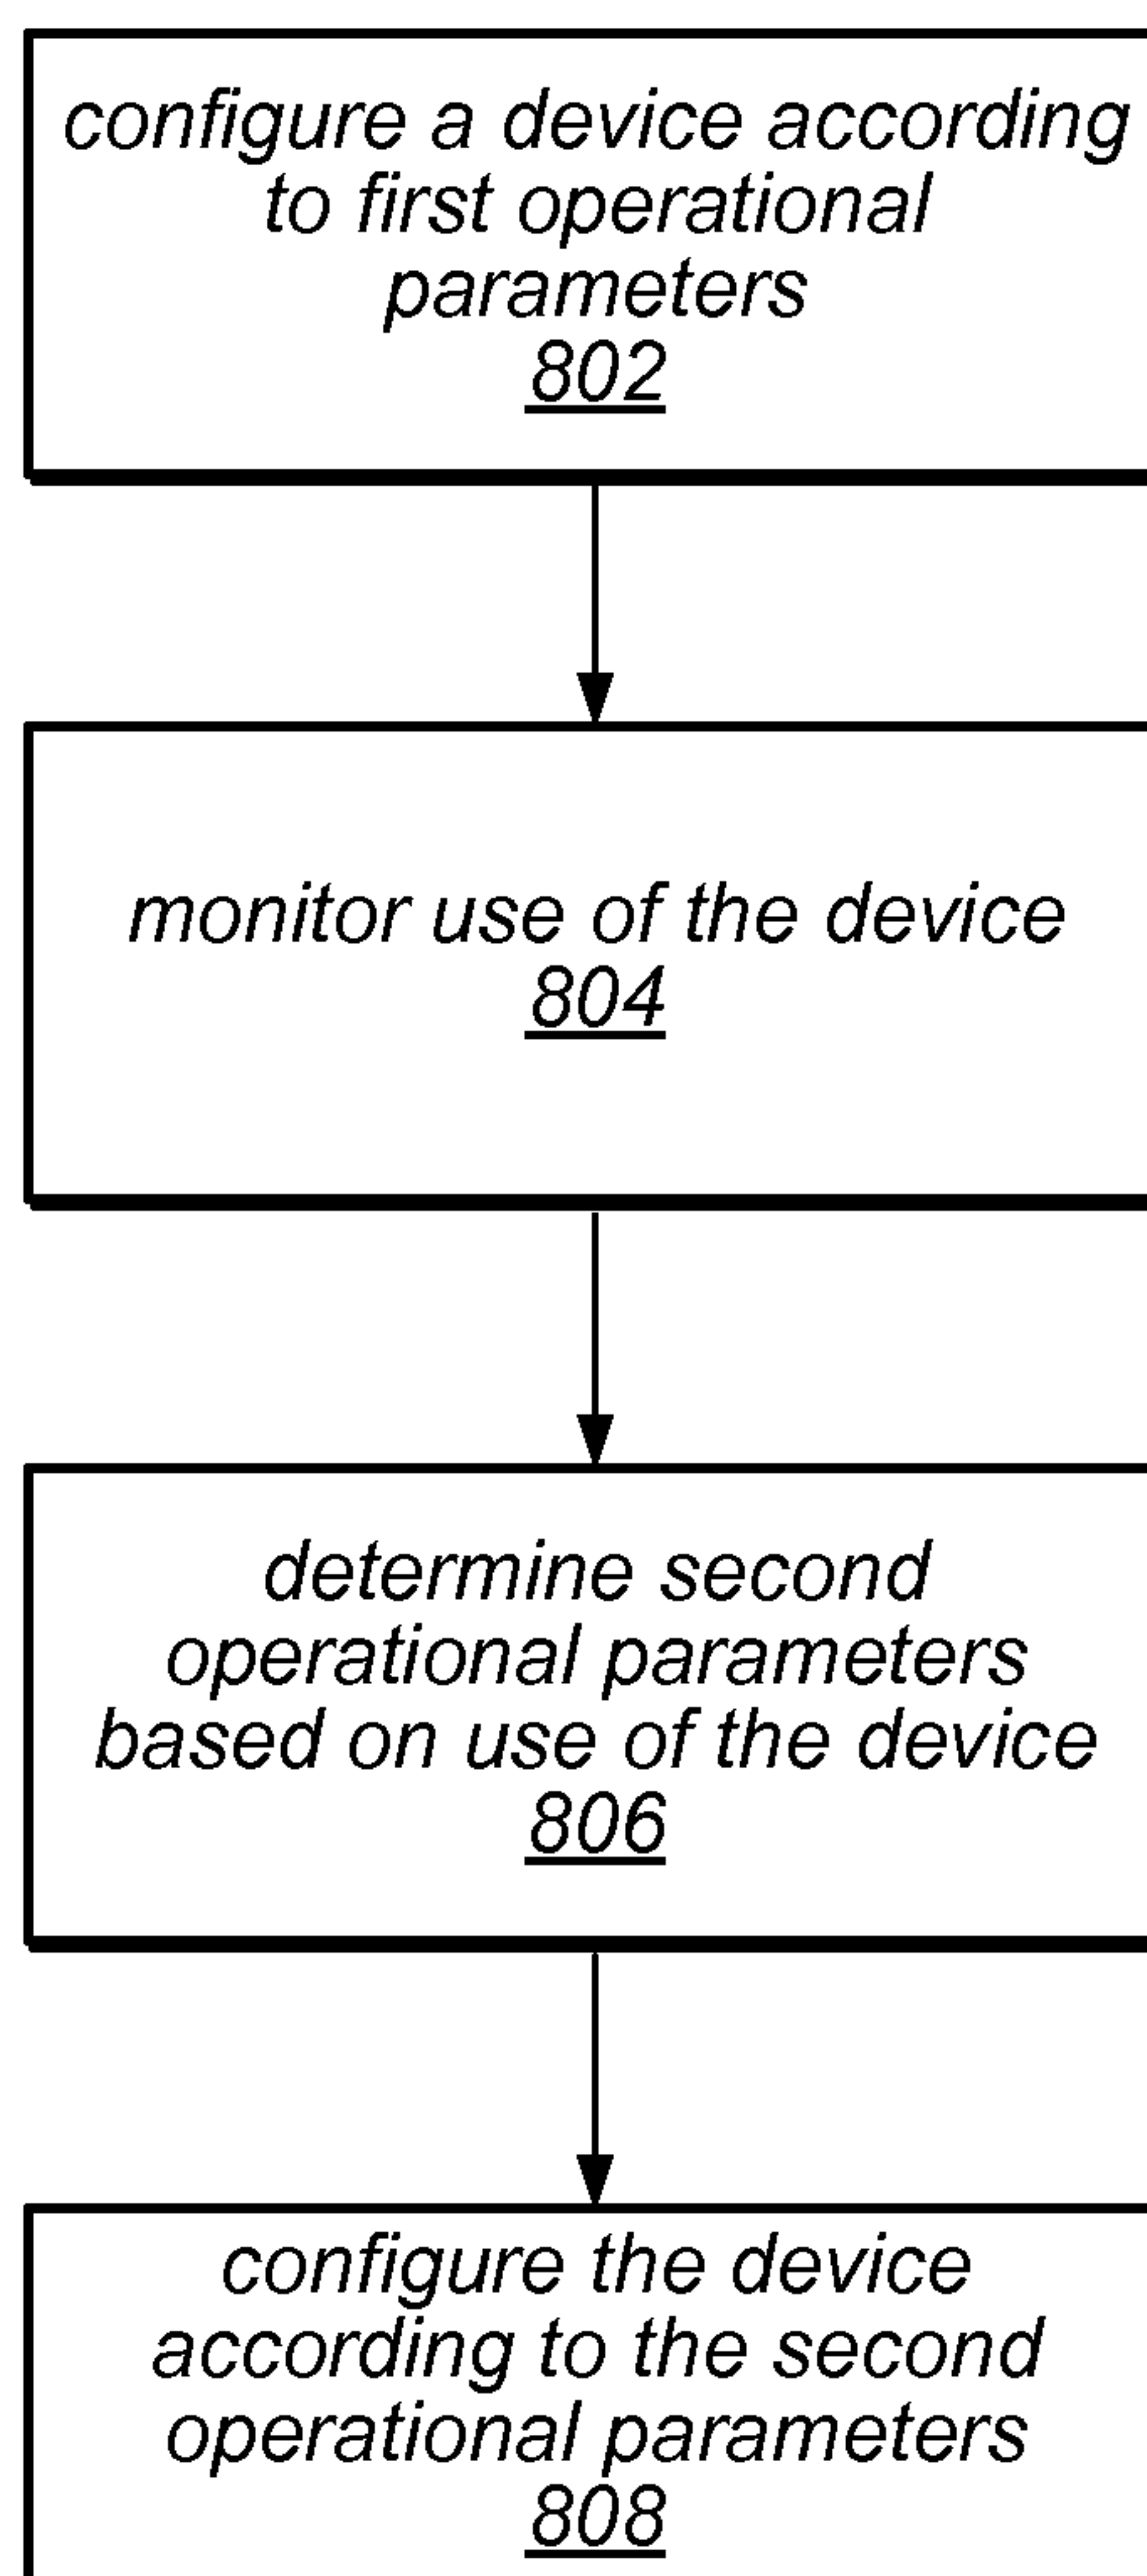 configure a device according
to first operational
parameters
802
monitor use of the device
804
determine second
operational parameters
based on use of the device
806
configure the device
according to the second
operational parameters
808